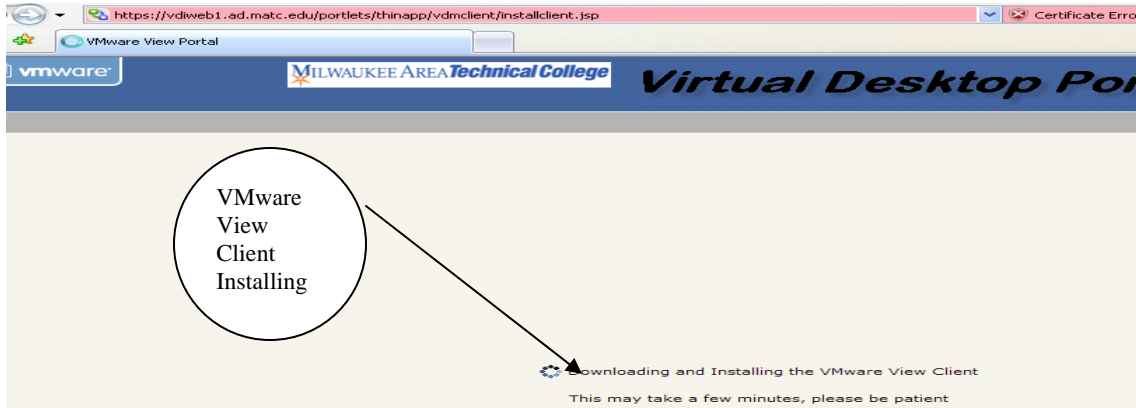 https://vdiweb1.ad.matc.edu/portlets/thinapp/vdmclient/installclient.jsp
Certificate Erro
VMware View Portal
vmware
MILWAUKEE AREA Technical College
Virtual Desktop Por
VMware
View
Client
Installing
Downloading and Installing the VMware View Client
This may take a few minutes, please be patient